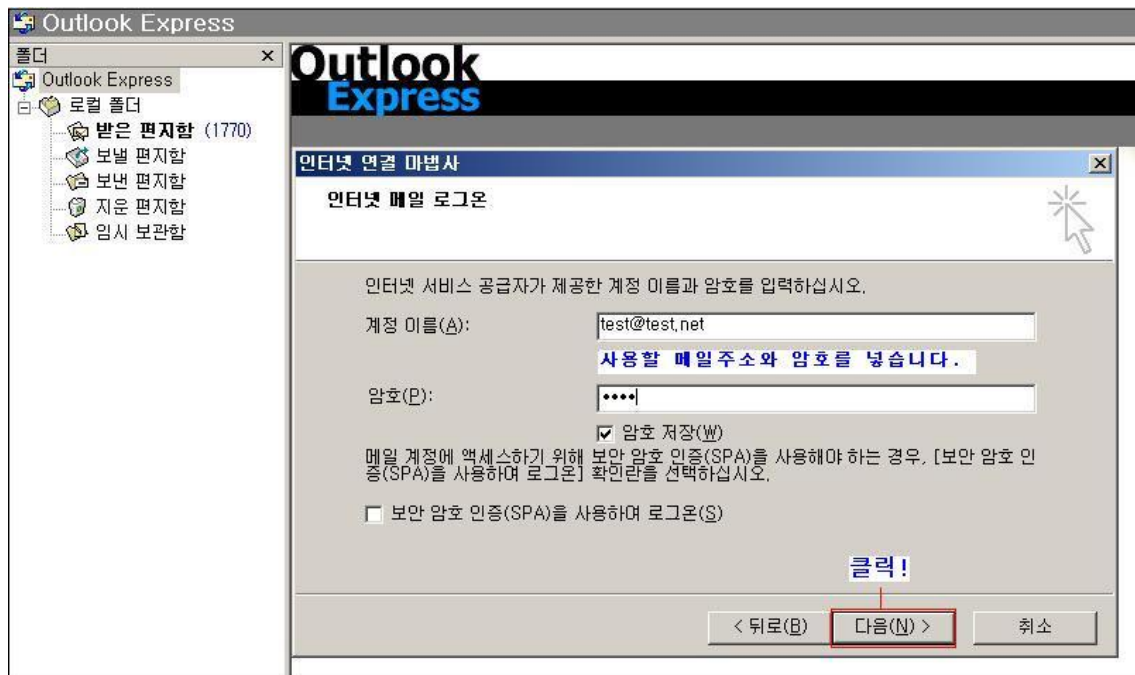 Outlook Express
폴더
Outlook Express
로컬 폴더
받은 편지함 (1770)
보낼 편지함
보낸 편지함
지운 편지함
임시 보관함
Outlook
Express
인터넷 연결 마법사
인터넷 메일 로그온
인터넷 서비스 공급자가 제공한 계정 이름과 암호를 입력하십시오.
계정 이름(A):
test@test.net
사용할 메일주소와 암호를 넣습니다.
암호(P):
••••
암호 저장(W)
메일 계정에 액세스하기 위해 보안 암호 인증(SPA)을 사용해야 하는 경우, [보안 암호 인
증(SPA)을 사용하여 로그온] 확인란을 선택하십시오.
보안 암호 인증(SPA)을 사용하여 로그온(S)
클릭!
< 뒤로(B)
다음(N) >
취소